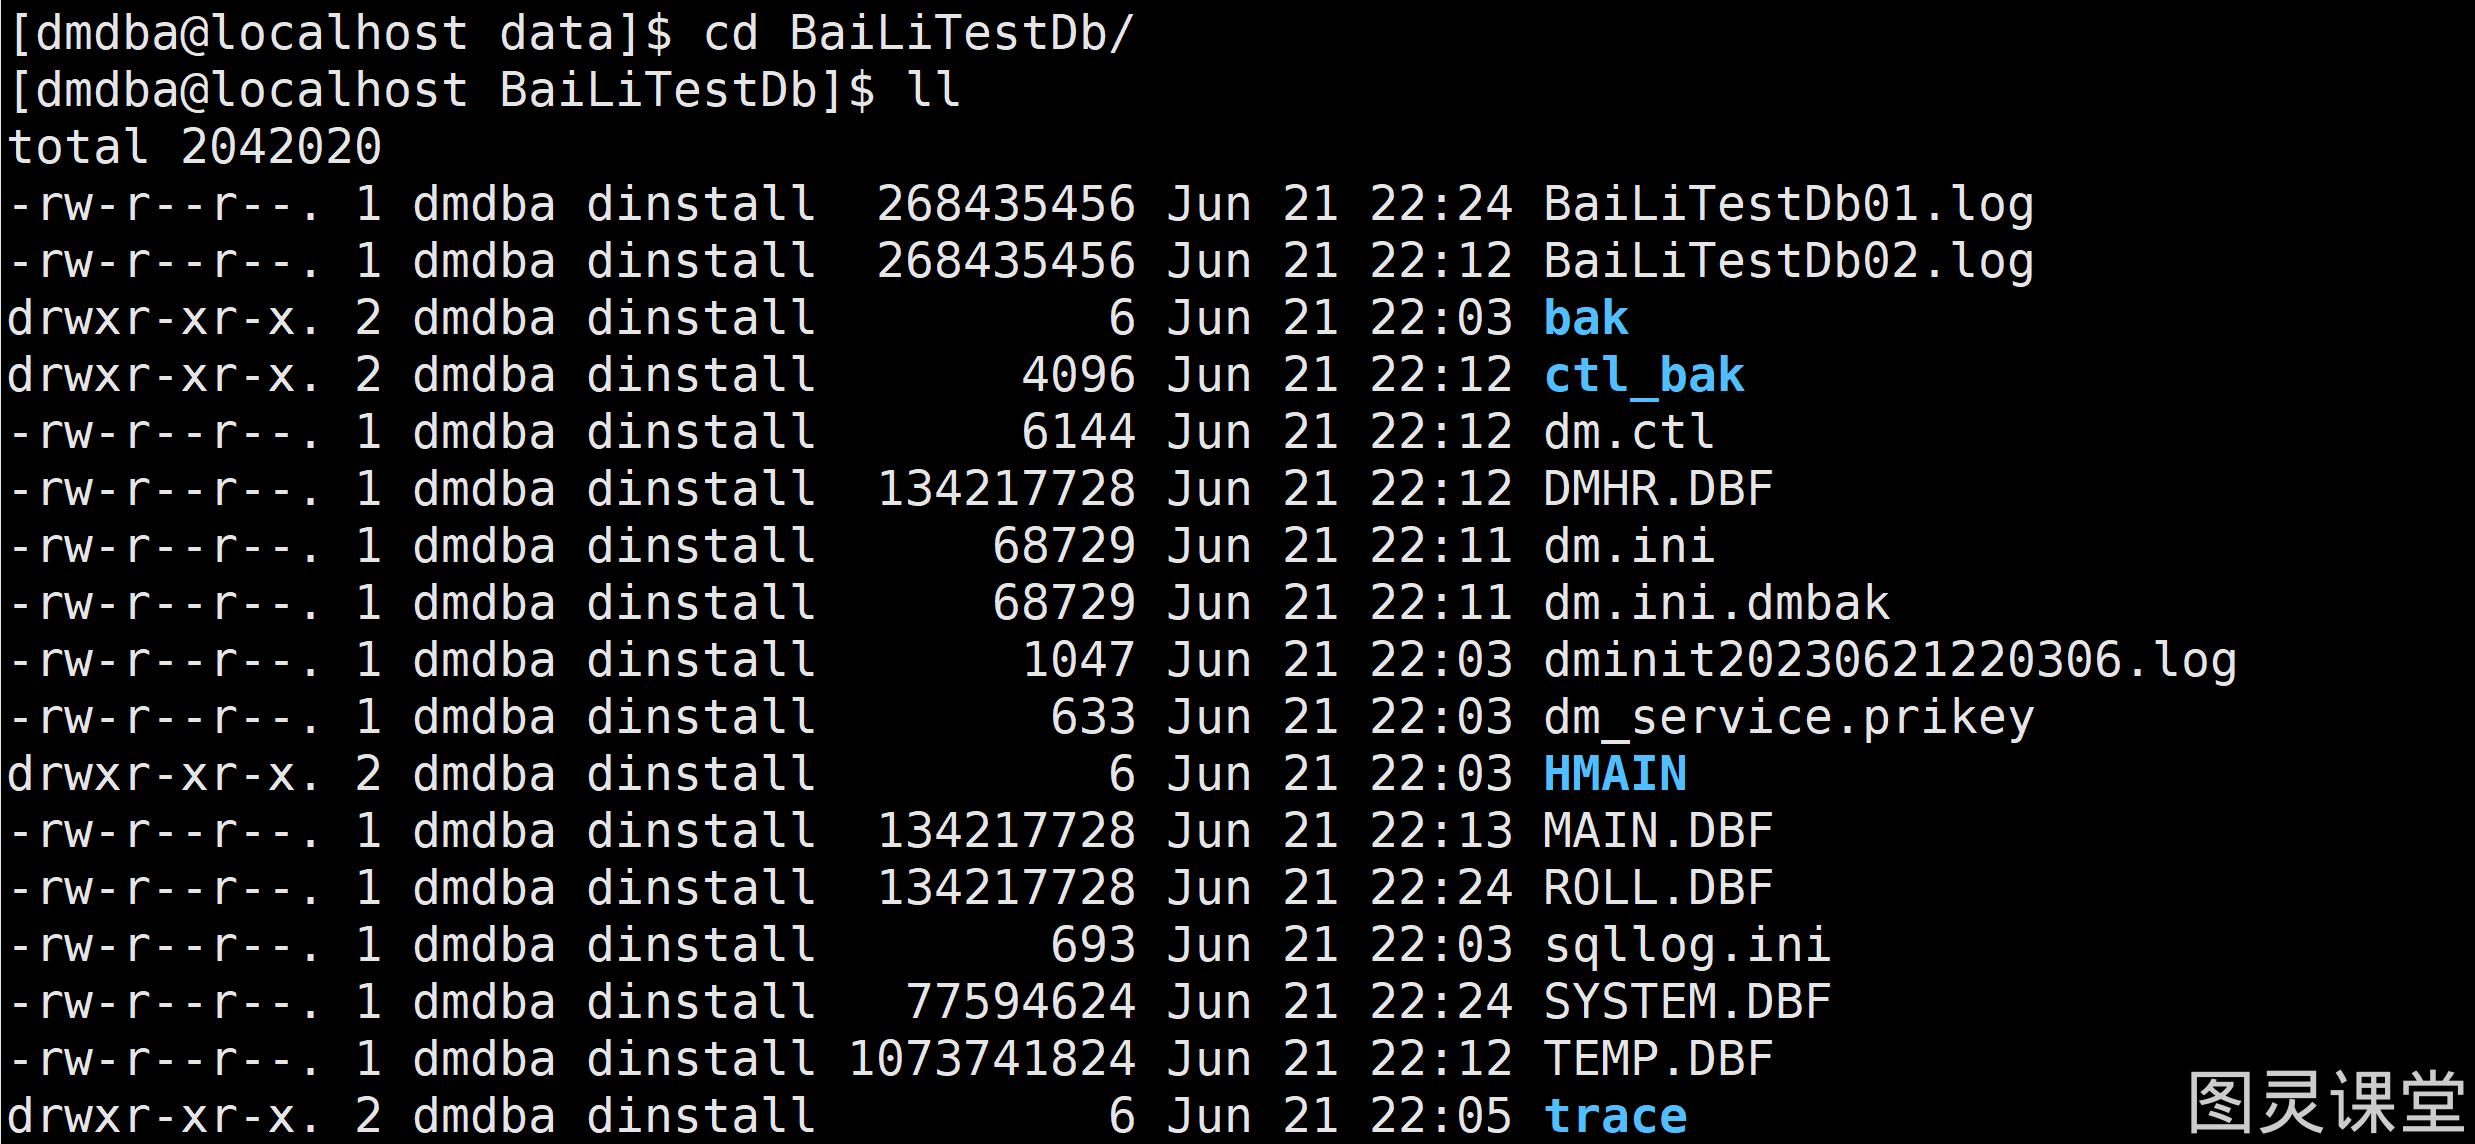 [dmdba@localhost data]$ cd BaiLiTestDb/
[dmdba@localhost BaiLiTestDb]$ ll
total 2042020
-rw-r--r--. 1 dmdba dinstall  268435456 Jun 21 22:24 BaiLiTestDb01.log
-rw-r--r--. 1 dmdba dinstall  268435456 Jun 21 22:12 BaiLiTestDb02.log
drwxr-xr-x. 2 dmdba dinstall          6 Jun 21 22:03 bak
drwxr-xr-x. 2 dmdba dinstall       4096 Jun 21 22:12 ctl_bak
-rw-r--r--. 1 dmdba dinstall       6144 Jun 21 22:12 dm.ctl
-rw-r--r--. 1 dmdba dinstall  134217728 Jun 21 22:12 DMHR.DBF
-rw-r--r--. 1 dmdba dinstall      68729 Jun 21 22:11 dm.ini
-rw-r--r--. 1 dmdba dinstall      68729 Jun 21 22:11 dm.ini.dmbak
-rw-r--r--. 1 dmdba dinstall       1047 Jun 21 22:03 dminit20230621220306.log
-rw-r--r--. 1 dmdba dinstall        633 Jun 21 22:03 dm_service.prikey
drwxr-xr-x. 2 dmdba dinstall          6 Jun 21 22:03 HMAIN
-rw-r--r--. 1 dmdba dinstall  134217728 Jun 21 22:13 MAIN.DBF
-rw-r--r--. 1 dmdba dinstall  134217728 Jun 21 22:24 ROLL.DBF
-rw-r--r--. 1 dmdba dinstall        693 Jun 21 22:03 sqllog.ini
-rw-r--r--. 1 dmdba dinstall   77594624 Jun 21 22:24 SYSTEM.DBF
-rw-r--r--. 1 dmdba dinstall 1073741824 Jun 21 22:12 TEMP.DBF
drwxr-xr-x. 2 dmdba dinstall          6 Jun 21 22:05 trace
图灵课堂